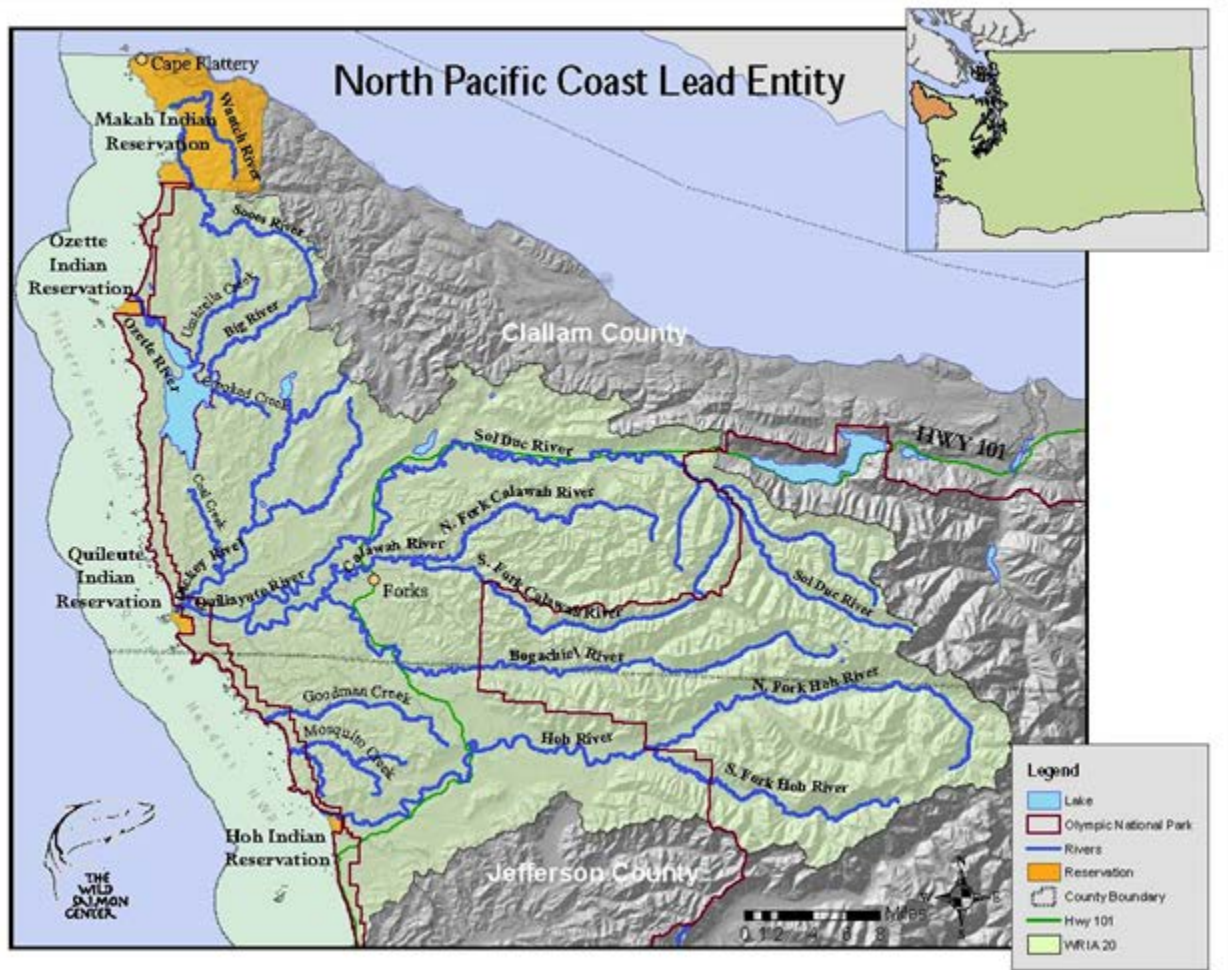 North Pacific Coast Lead Entity
Cape Flattery
Waatch River
Makah Indian
Reservation
Sooes River
Ozette
Indian
Reservation
Umbrella Creek
Big River
Ozette River
Crooked Creek
Clallam County
HWY 101
Sol Duc River
Coal Creek
N. Fork Calawah River
Calawah River
Quileute
Indian
Reservation
Quillayute River
Forks
S. Fork Calawah River
Sol Duc River
Bogachiel River
N. Fork Hoh River
Goodman Creek
Mosquito Creek
Hoh River
S. Fork Hoh River
Hoh Indian
Reservation
Jefferson County
THE
WILD
SALMON
CENTER
Miles
0 1 2 4 6 8
N
W
E
S
Legend
Lake
Olympic National Park
Rivers
Reservation
County Boundary
Hwy 101
WRIA 20